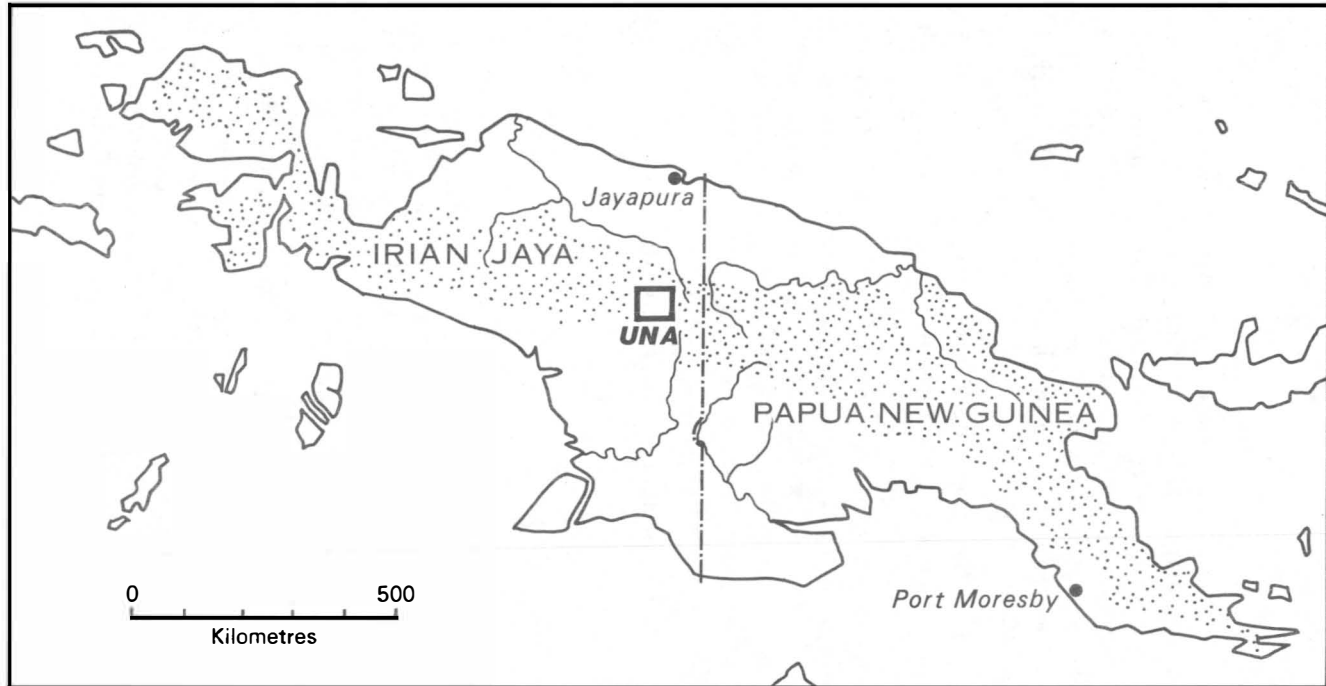 Jayapura
IRIAN JAYA
UNA
PAPUA NEW GUINEA
Port Moresby
0 500
Kilometres